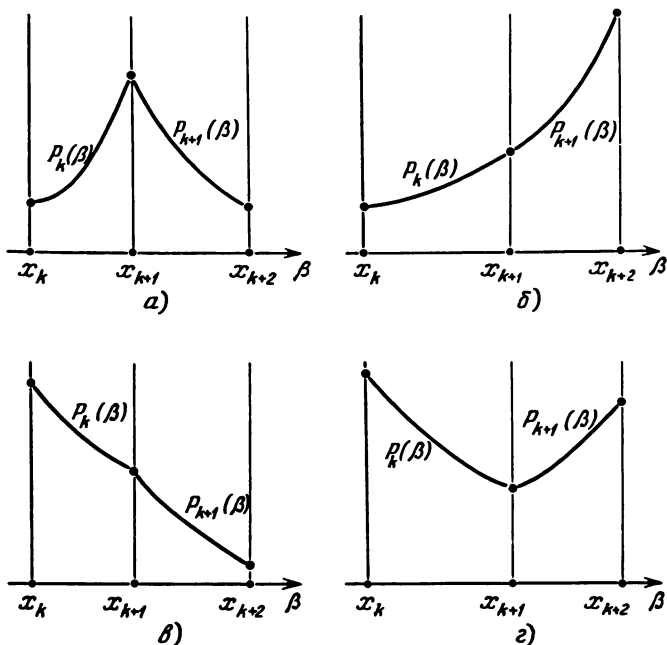 P_k(β)
P_{k+1}(β)
x_k x_{k+1} x_{k+2} β
а)
P_k(β)
P_{k+1}(β)
x_k x_{k+1} x_{k+2} β
б)
P_k(β)
P_{k+1}(β)
x_k x_{k+1} x_{k+2} β
в)
P_k(β)
P_{k+1}(β)
x_k x_{k+1} x_{k+2} β
г)